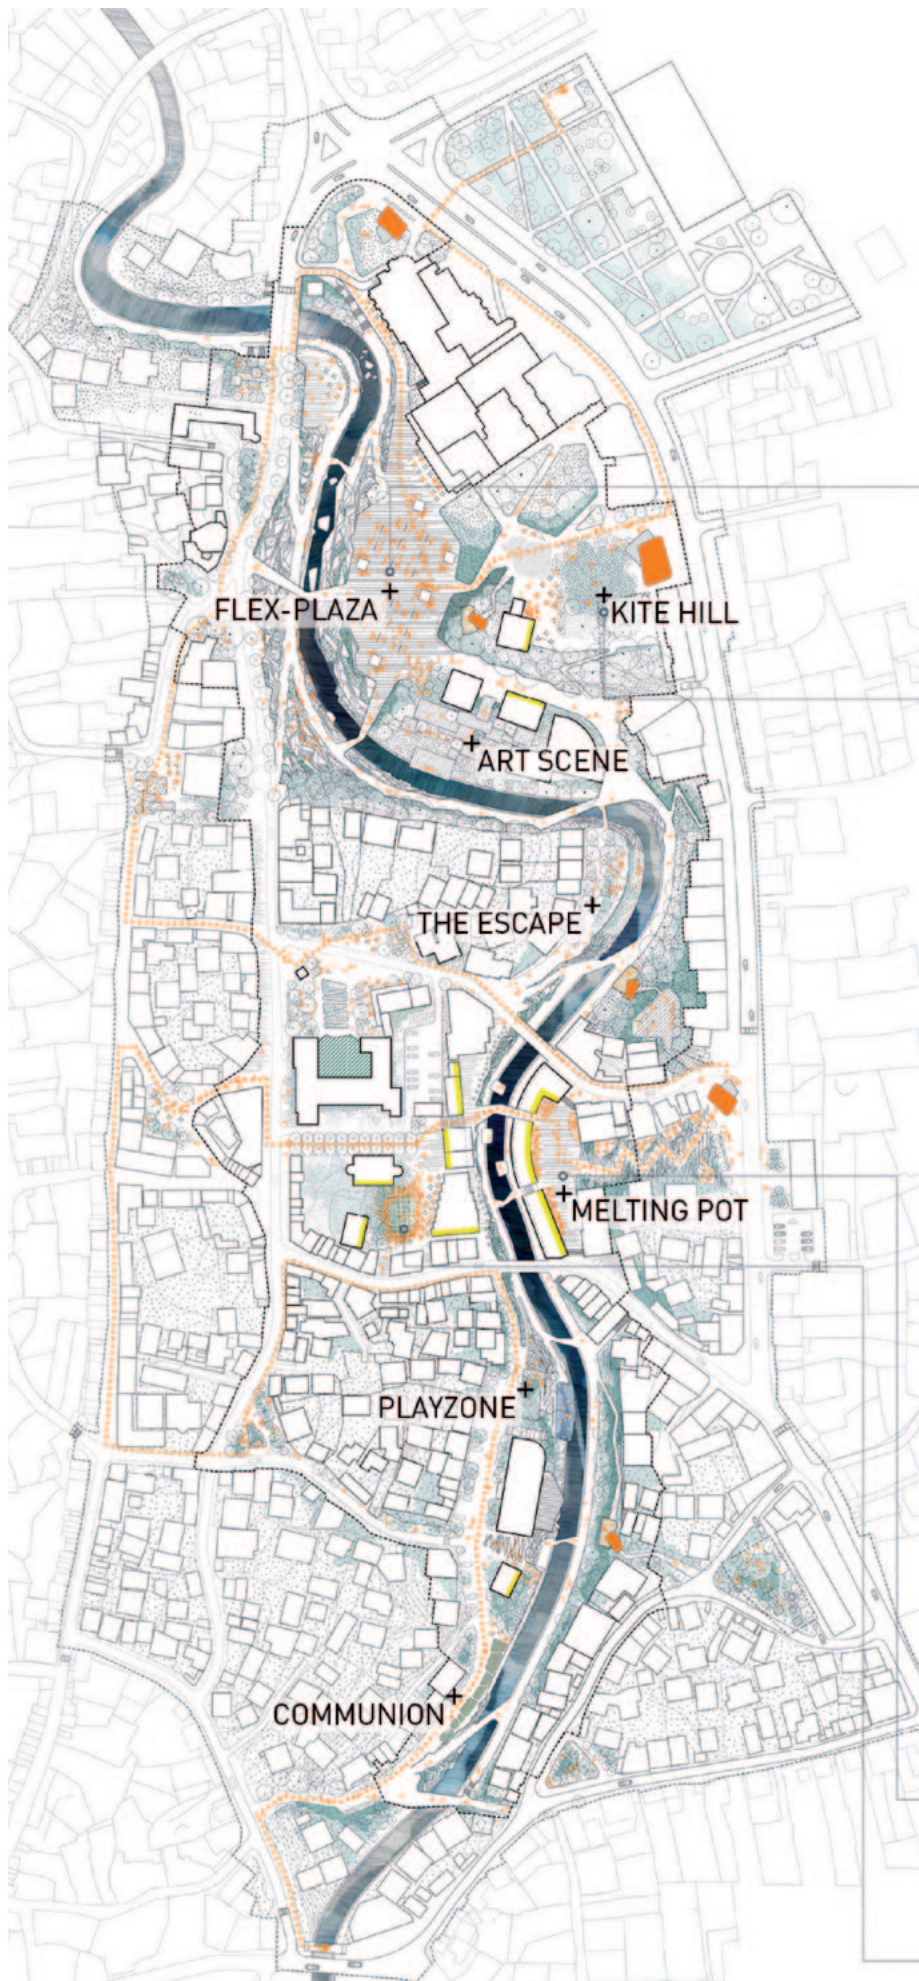 FLEX-PLAZA
KITE HILL
ART SCENE
THE ESCAPE
MELTING POT
PLAYZONE
COMMUNION